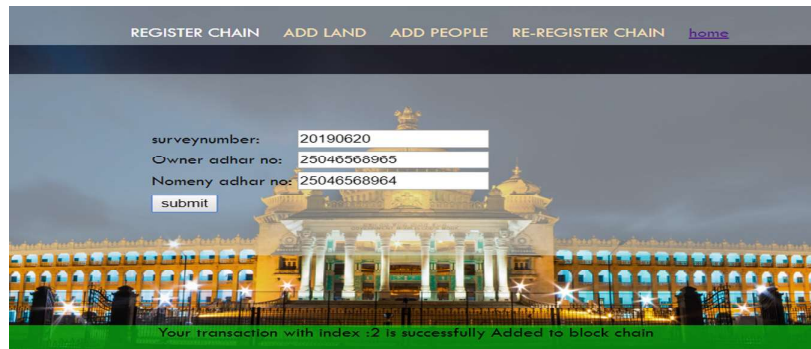 REGISTER CHAIN ADD LAND ADD PEOPLE RE-REGISTER CHAIN home
surveynumber: 20190620
Owner adhar no: 25046568965
Nomeny adhar no: 25046568964
submit
Your transaction with index :2 is successfully Added to block chain